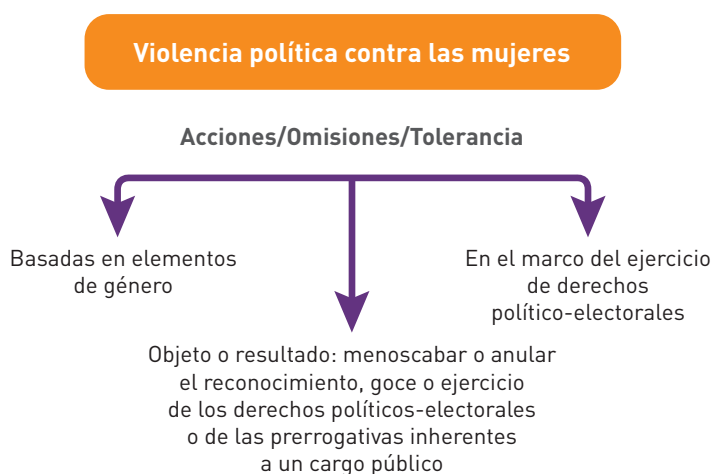 Violencia política contra las mujeres
Acciones/Omisiones/Tolerancia
Basadas en elementos
de género
En el marco del ejercicio
de derechos
político-electorales
Objeto o resultado: menoscabar o anular
el reconocimiento, goce o ejercicio
de los derechos políticos-electorales
o de las prerrogativas inherentes
a un cargo público